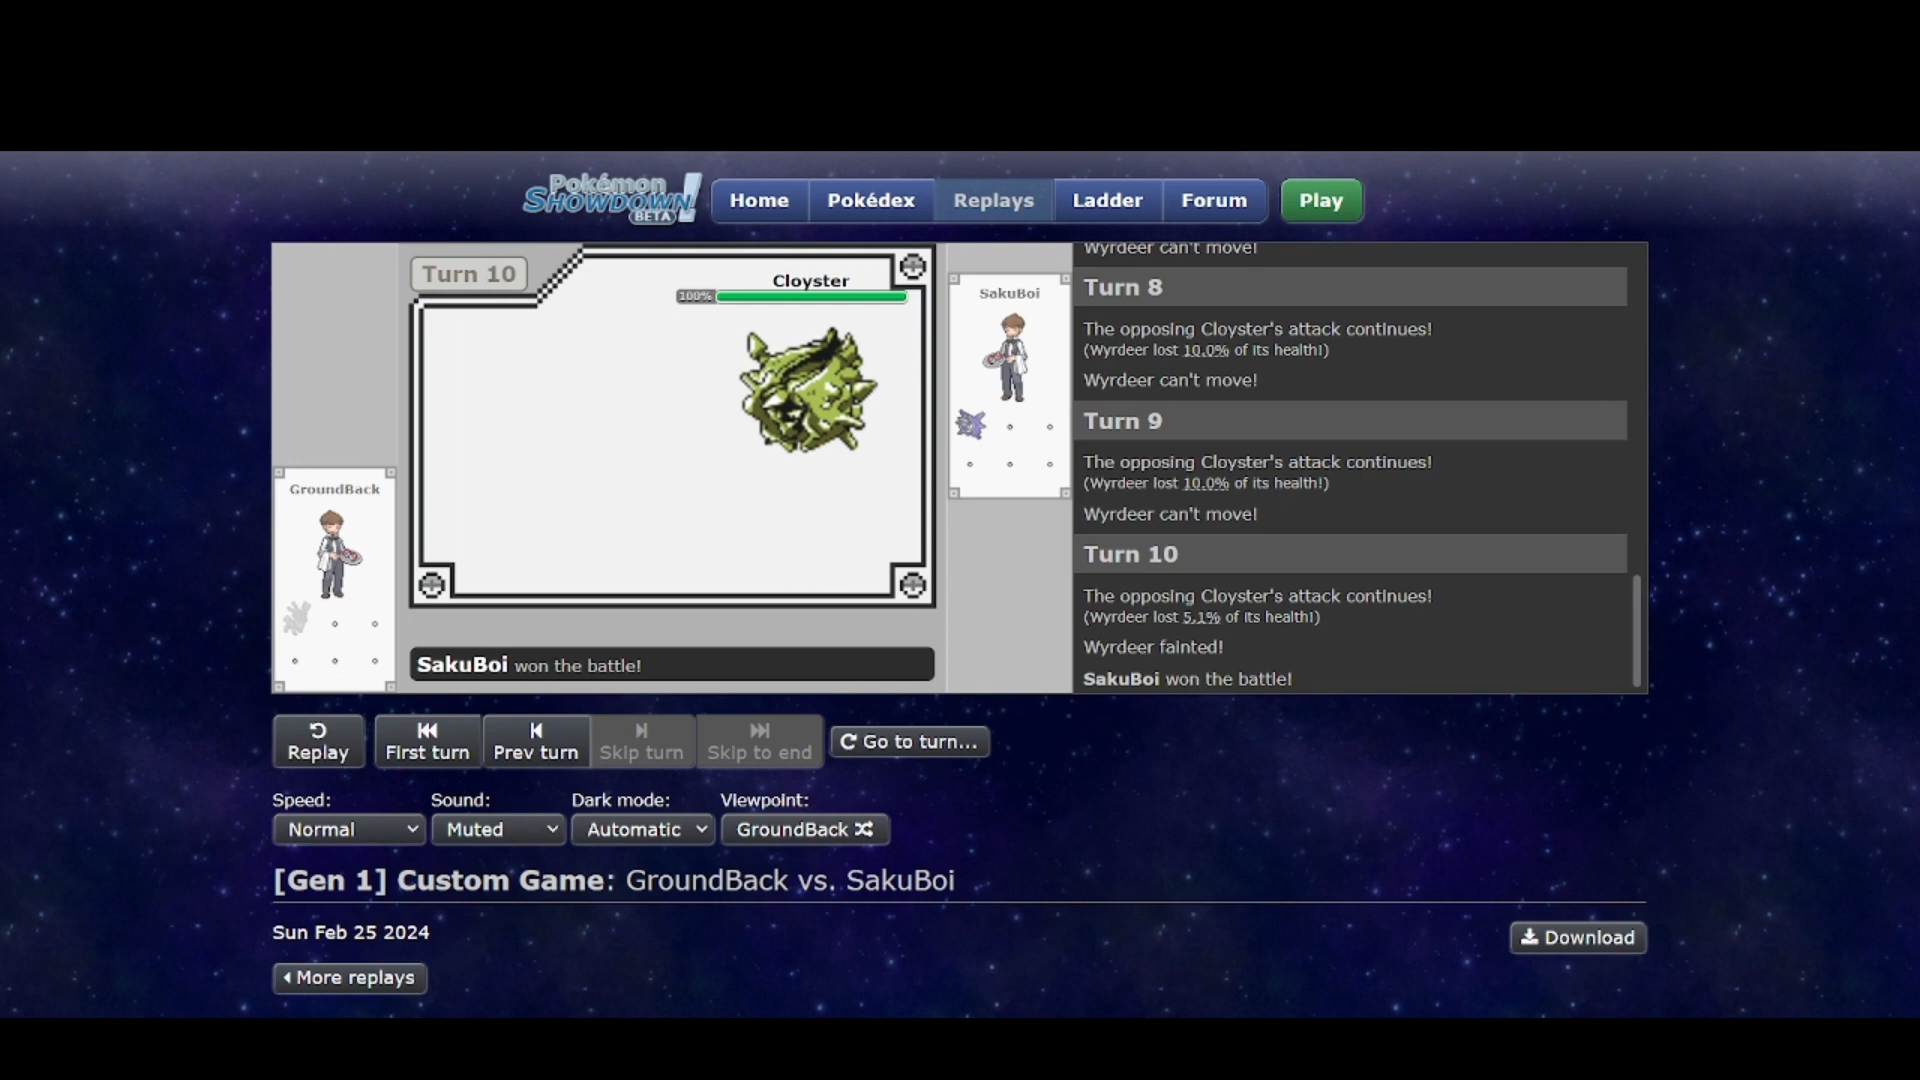 Pokémon
SHOWDOWN!
BETA
Home
Pokédex
Replays
Ladder
Forum
Play
Turn 10
Cloyster
100%
GroundBack
SakuBoi
SakuBoi won the battle!
Wyrdeer can't move!
Turn 8
The opposing Cloyster's attack continues!
(Wyrdeer lost 10.0% of its health!)
Wyrdeer can't move!
Turn 9
The opposing Cloyster's attack continues!
(Wyrdeer lost 10.0% of its health!)
Wyrdeer can't move!
Turn 10
The opposing Cloyster's attack continues!
(Wyrdeer lost 5.1% of its health!)
Wyrdeer fainted!
SakuBoi won the battle!
Replay
First turn
Prev turn
Skip turn
Skip to end
Go to turn...
Speed:
Sound:
Dark mode:
Viewpoint:
Normal
Muted
Automatic
GroundBack
[Gen 1] Custom Game: GroundBack vs. SakuBoi
Sun Feb 25 2024
Download
More replays